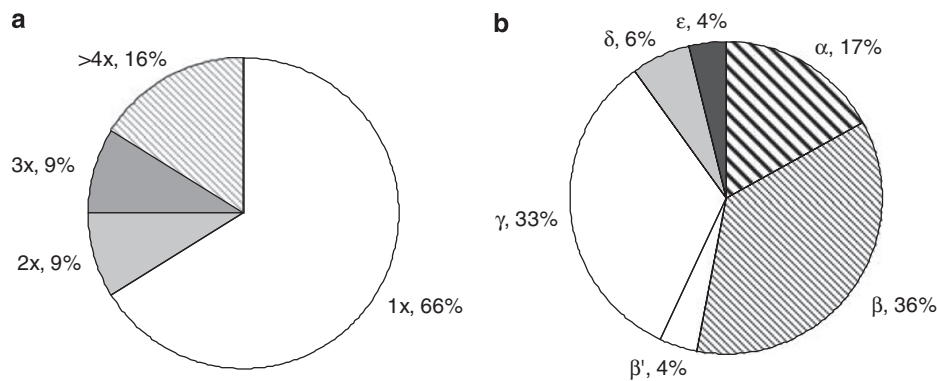 a
>4x, 16%
3x, 9%
2x, 9%
1x, 66%
b
ε, 4%
δ, 6%
α, 17%
γ, 33%
β, 36%
β', 4%